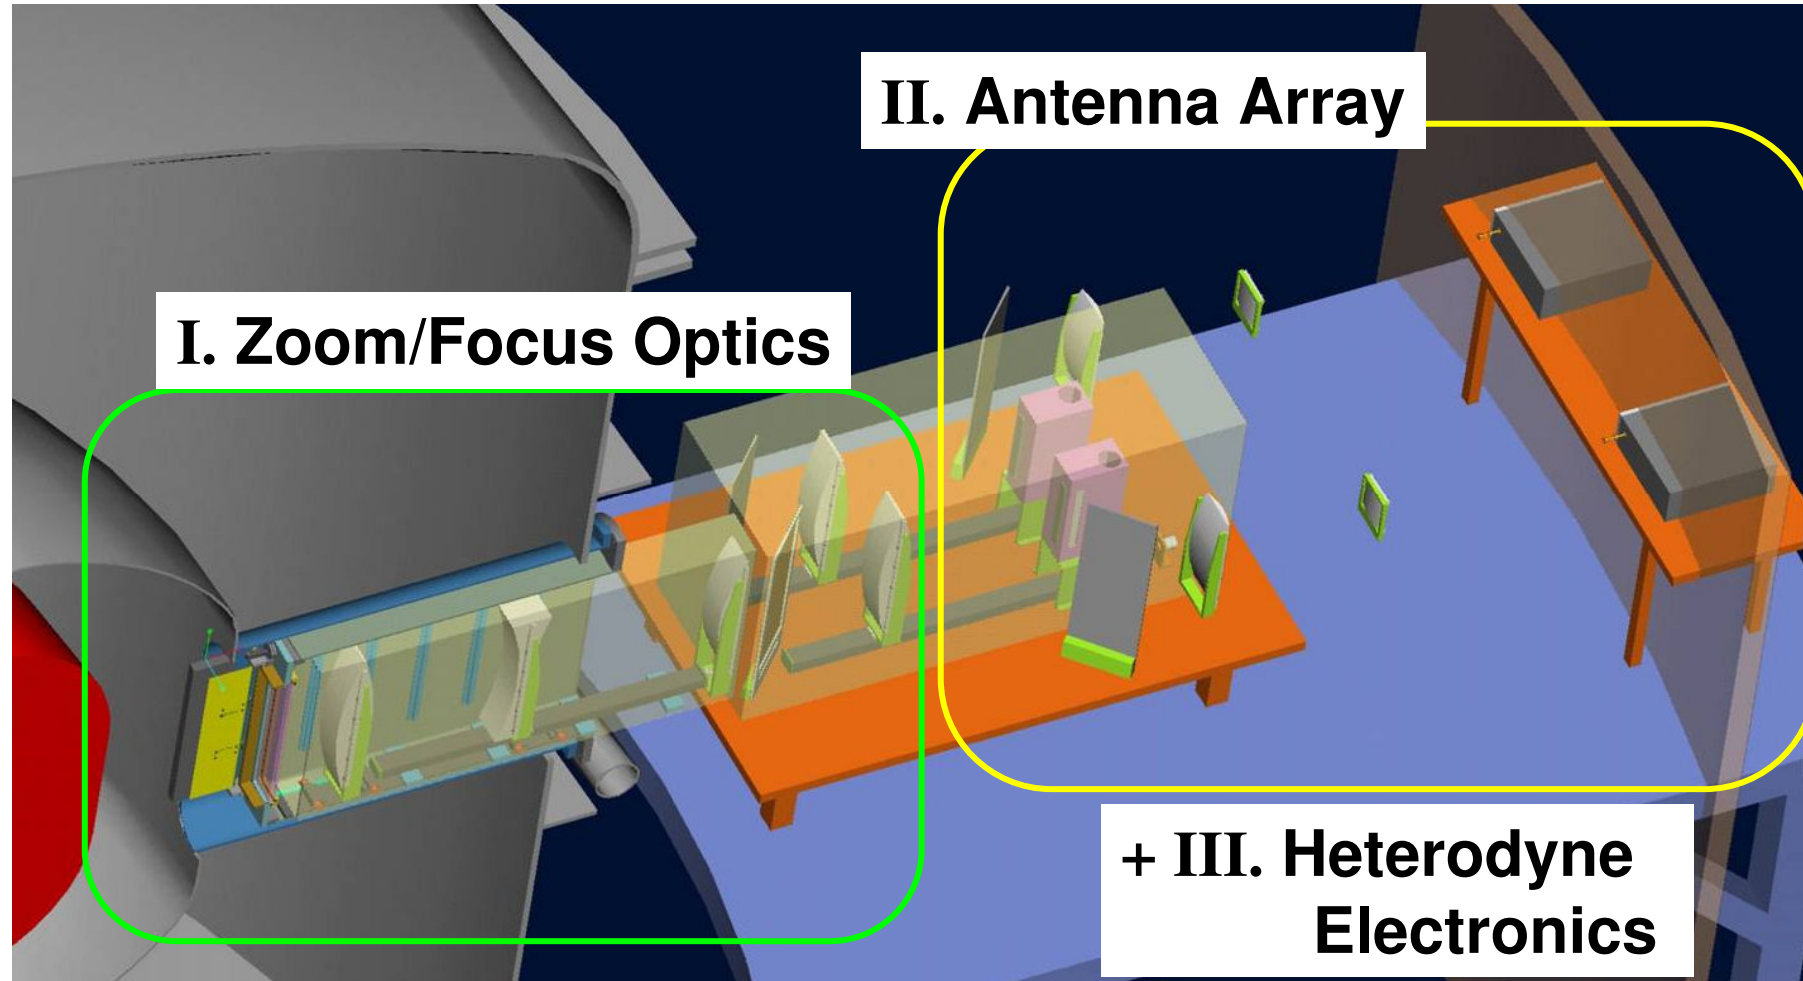 II. Antenna Array
I. Zoom/Focus Optics
+ III. Heterodyne
Electronics